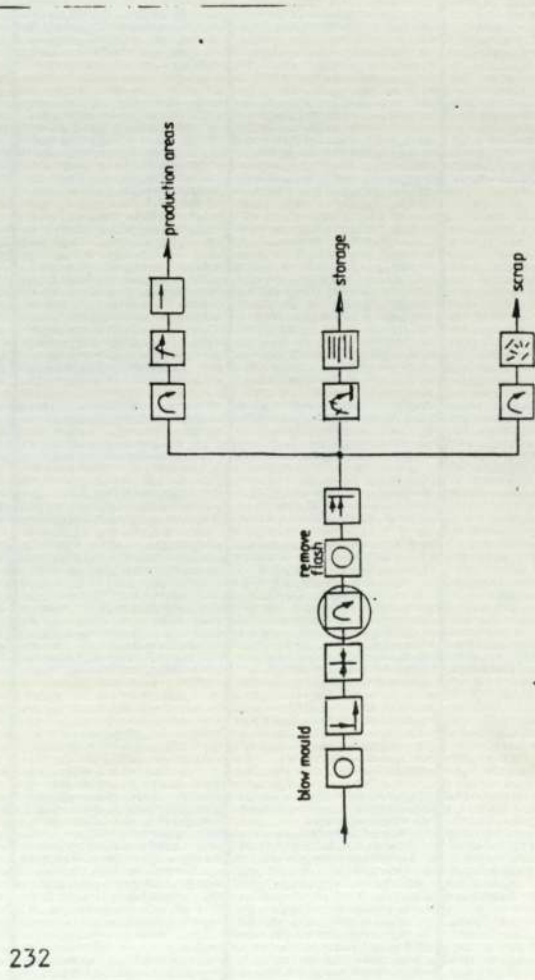 production areas
storage
scrap
remove
flash
blow mould
232